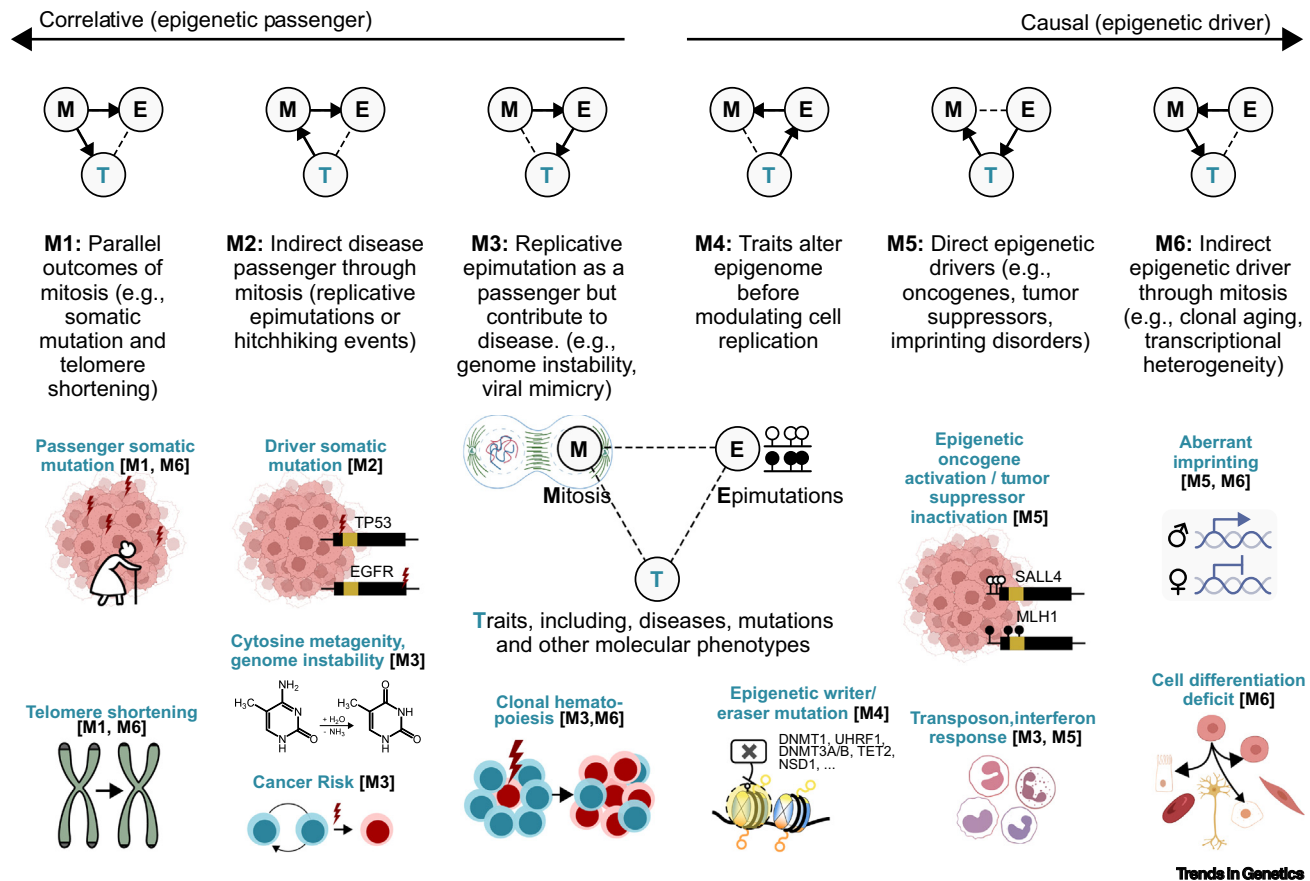 Correlative (epigenetic passenger)
Causal (epigenetic driver)
M E
T
M E
T
M E
T
M E
T
M E
T
M E
T
M1: Parallel
outcomes of
mitosis (e.g.,
somatic
mutation and
telomere
shortening)
M2: Indirect disease
passenger through
mitosis (replicative
epimutations or
hitchhiking events)
M3: Replicative
epimutation as a
passenger but
contribute to
disease. (e.g.,
genome instability,
viral mimicry)
M4: Traits alter
epigenome
before
modulating cell
replication
M5: Direct epigenetic
drivers (e.g.,
oncogenes, tumor
suppressors,
imprinting disorders)
M6: Indirect
epigenetic driver
through mitosis
(e.g., clonal aging,
transcriptional
heterogeneity)
Passenger somatic
mutation [M1, M6]
Telomere shortening
[M1, M6]
Driver somatic
mutation [M2]
TP53
EGFR
Cytosine metagenity,
genome instability [M3]
NH₂
H₃C
N
N
H
O
+ H₂O
- NH₃
O
H₃C
NH
N
H
O
Cancer Risk [M3]
M
Mitosis
E
Epimutations
T
Traits, including, diseases, mutations
and other molecular phenotypes
Clonal hemato-
poiesis [M3,M6]
Epigenetic writer/
eraser mutation [M4]
DNMT1, UHRF1,
DNMT3A/B, TET2,
NSD1, ...
Epigenetic
oncogene
activation / tumor
suppressor
inactivation [M5]
SALL4
MLH1
Transposon,interferon
response [M3, M5]
Aberrant
imprinting
[M5, M6]
♂
♀
Cell differentiation
deficit [M6]
Trends in Genetics